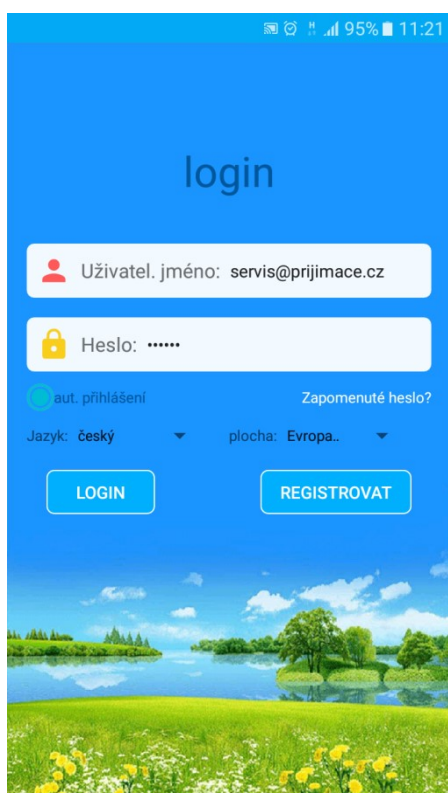 95% 11:21
login
Uživatel. jméno: servis@prijimace.cz
Heslo: ••••••
aut. přihlášení Zapomenuté heslo?
Jazyk: český plocha: Evropa..
LOGIN REGISTROVAT